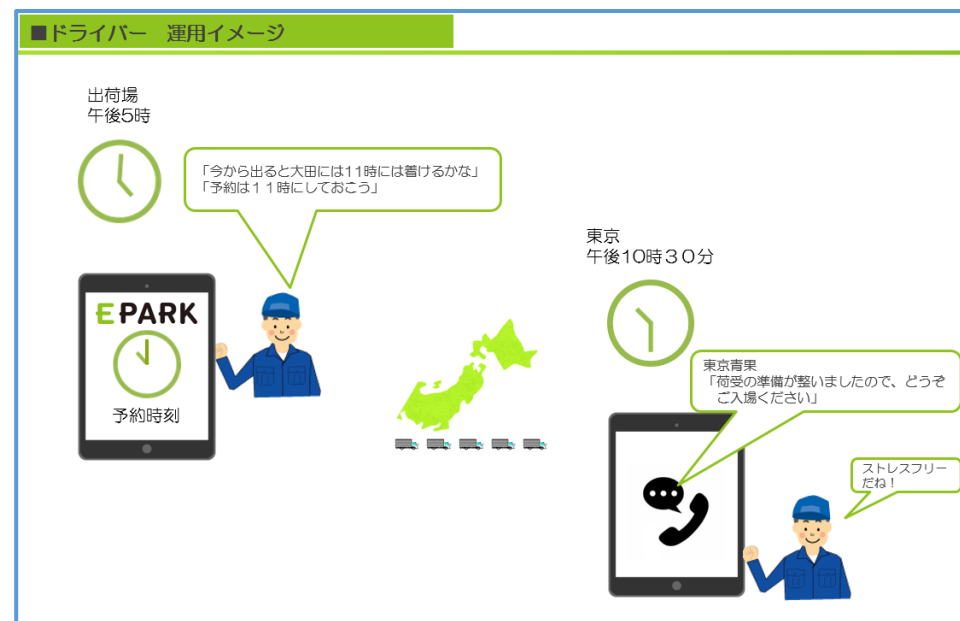 ■ドライバー　運用イメージ
出荷場
午後5時
「今から出ると大田には11時には着けるかな」
「予約は１１時にしておこう」
EPARK
予約時刻
東京
午後10時３０分
東京青果
「荷受の準備が整いましたので、どうぞ
ご入場ください」
ストレスフリー
だね！